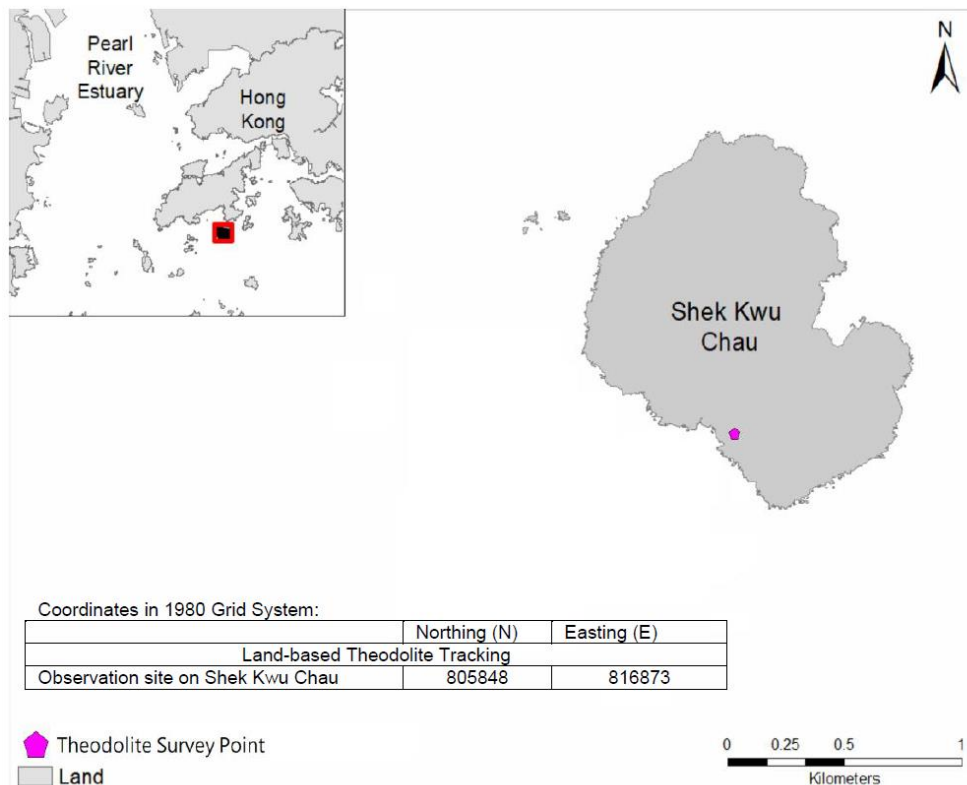 Pearl
River
Estuary
Hong
Kong
N
Shek Kwu
Chau
Coordinates in 1980 Grid System:
Northing (N) Easting (E)
Land-based Theodolite Tracking
Observation site on Shek Kwu Chau 805848 816873
Theodolite Survey Point
Land
0 0.25 0.5 1
Kilometers